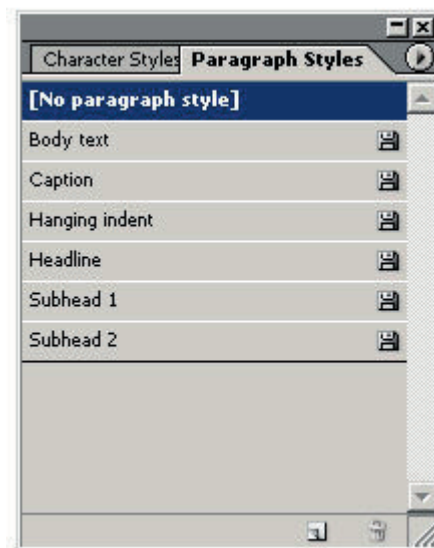 Character Styles Paragraph Styles
[No paragraph style]
Body text
Caption
Hanging indent
Headline
Subhead 1
Subhead 2